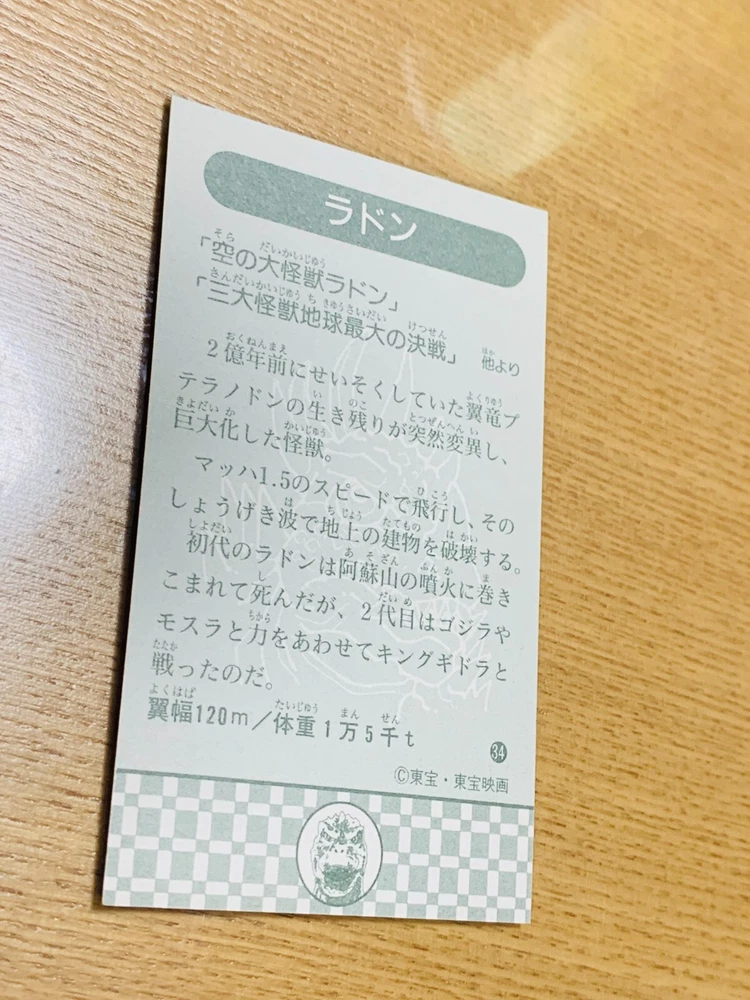 ラドン
「空の大怪獣ラドン」
「三大怪獣地球最大の決戦」 他より
2億年前にせいそくしていた翼竜プ
テラノドンの生き残りが突然変異し、
巨大化した怪獣。
マッハ1.5のスピードで飛行し、その
しょうげき波で地上の建物を破壊する。
初代のラドンは阿蘇山の噴火に巻き
こまれて死んだが、2代目はゴジラや
モスラと力をあわせてキングギドラと
戦ったのだ。
翼幅120m／体重1万5千t
34
©東宝・東宝映画